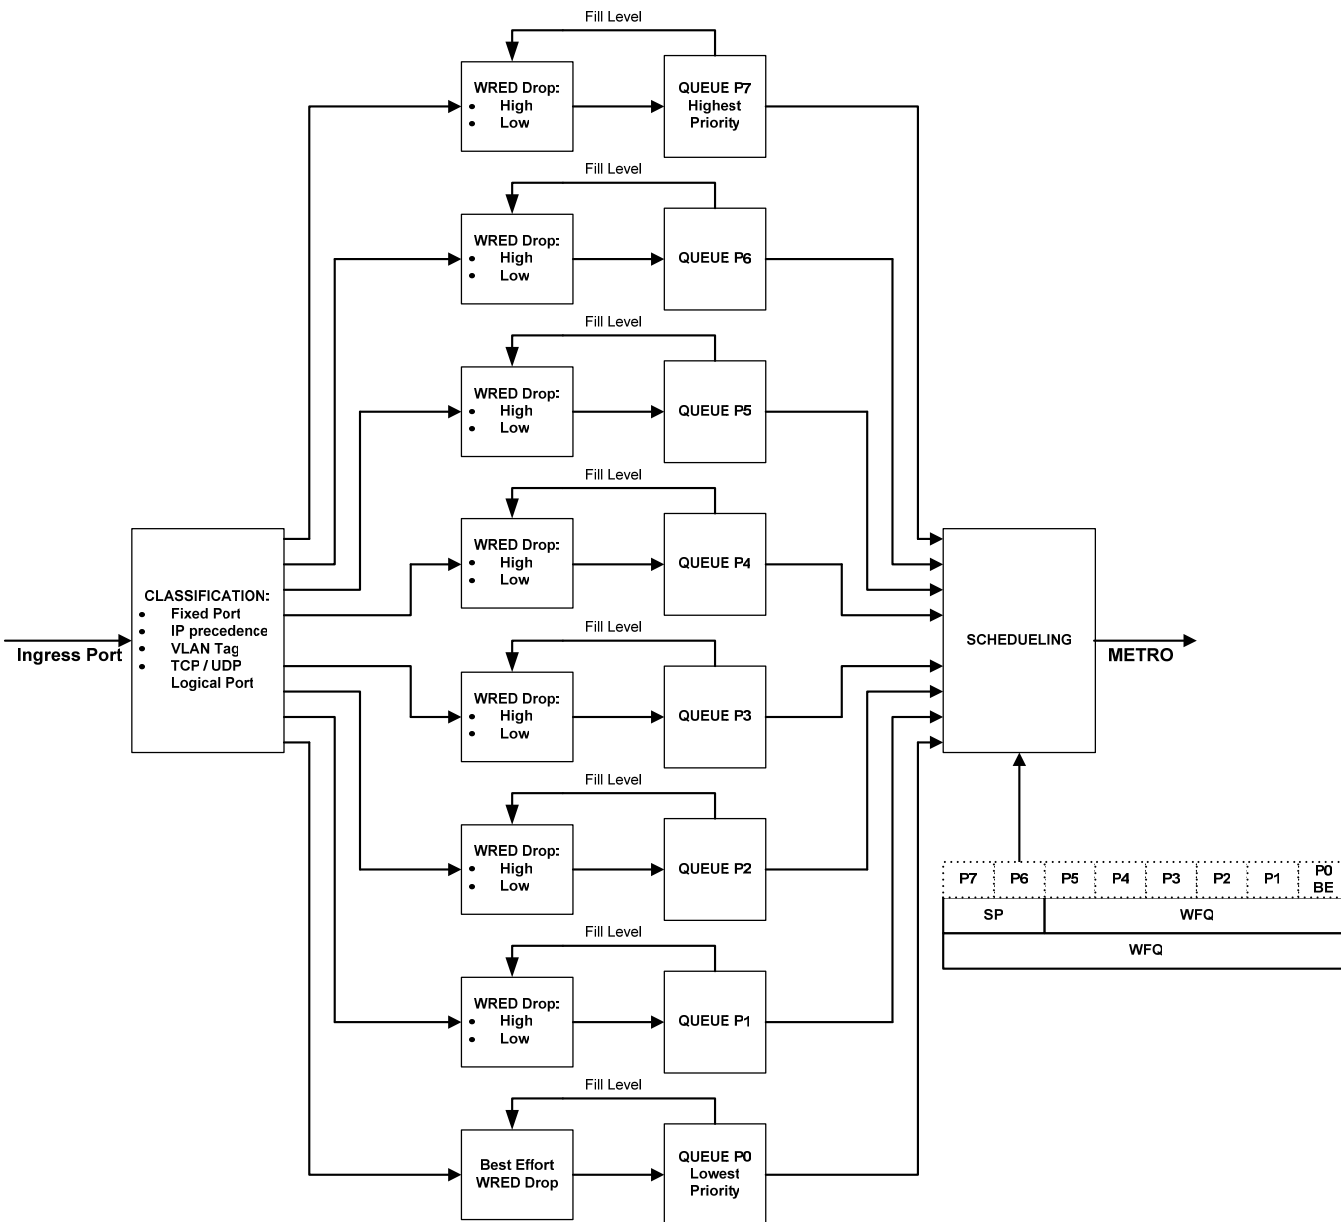 Fill Level
WRED Drop:
• High
• Low
QUEUE P7
Highest
Priority
Fill Level
WRED Drop:
• High
• Low
QUEUE P6
Fill Level
WRED Drop:
• High
• Low
QUEUE P5
Fill Level
WRED Drop:
• High
• Low
QUEUE P4
Ingress Port
CLASSIFICATION:
• Fixed Port
• IP precedence
• VLAN Tag
• TCP / UDP
Logical Port
SCHEDUELING
METRO
Fill Level
WRED Drop:
• High
• Low
QUEUE P3
Fill Level
WRED Drop:
• High
• Low
QUEUE P2
P7 P6 P5 P4 P3 P2 P1 P0
BE
SP WFQ
WFQ
Fill Level
WRED Drop:
• High
• Low
QUEUE P1
Fill Level
Best Effort
WRED Drop
QUEUE P0
Lowest
Priority